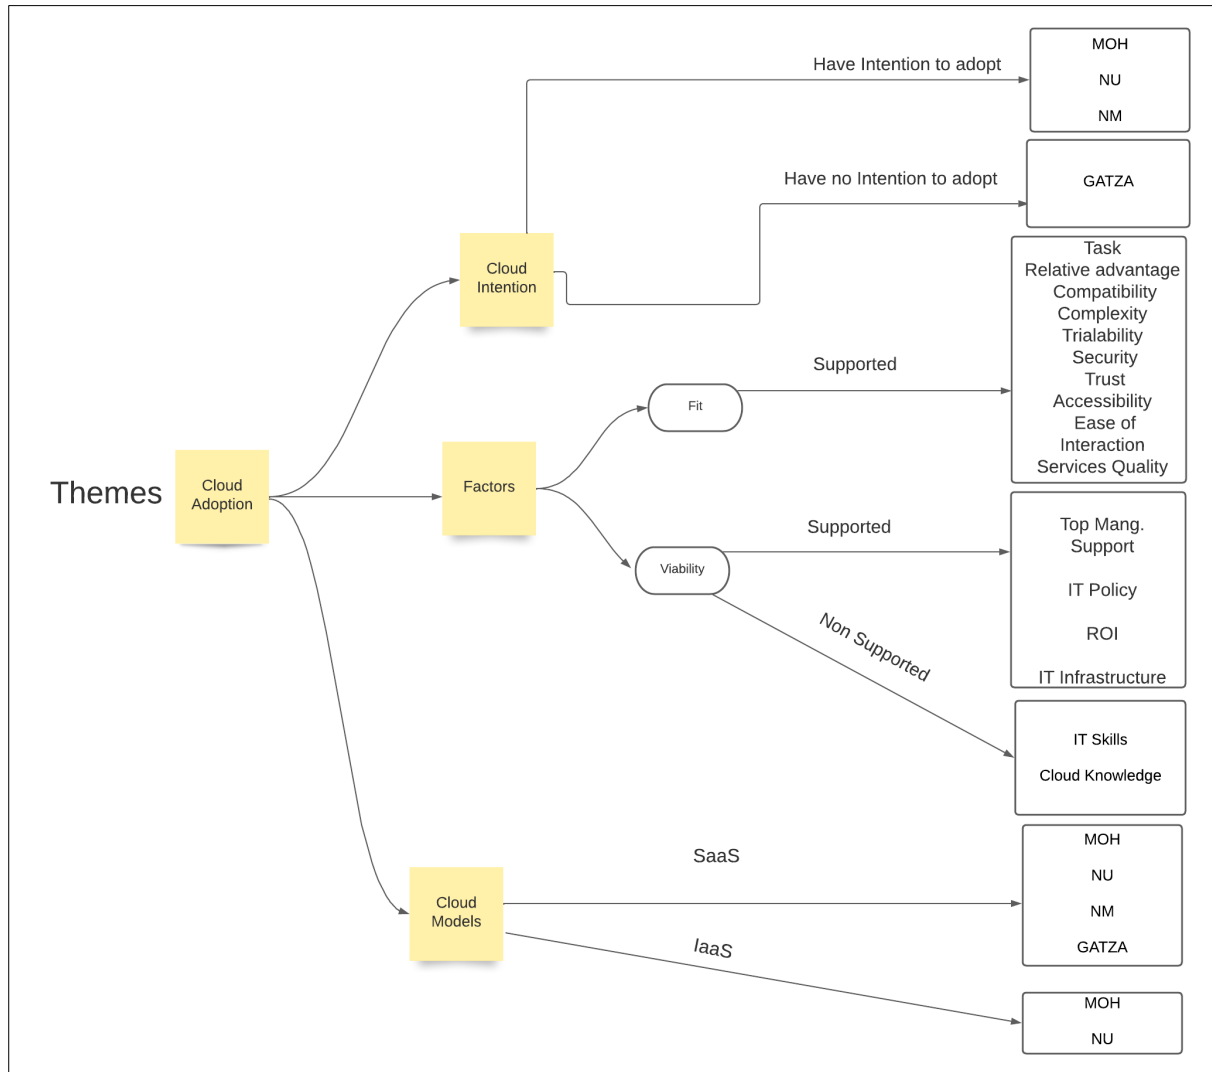 Themes
Cloud
Adoption
Cloud
Intention
Have Intention to adopt
MOH
NU
NM
Have no Intention to adopt
GATZA
Factors
Fit
Supported
Task
Relative advantage
Compatibility
Complexity
Trialability
Security
Trust
Accessibility
Ease of
Interaction
Services Quality
Viability
Supported
Top Mang.
Support
IT Policy
ROI
IT Infrastructure
Non Supported
IT Skills
Cloud Knowledge
Cloud
Models
SaaS
MOH
NU
NM
GATZA
IaaS
MOH
NU